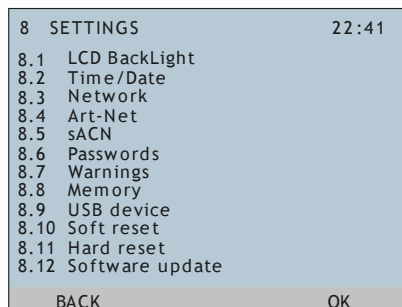 8 SETTINGS 22:41
8.1 LCD BackLight
8.2 Time/Date
8.3 Network
8.4 Art-Net
8.5 sACN
8.6 Passwords
8.7 Warnings
8.8 Memory
8.9 USB device
8.10 Soft reset
8.11 Hard reset
8.12 Software update
BACK OK